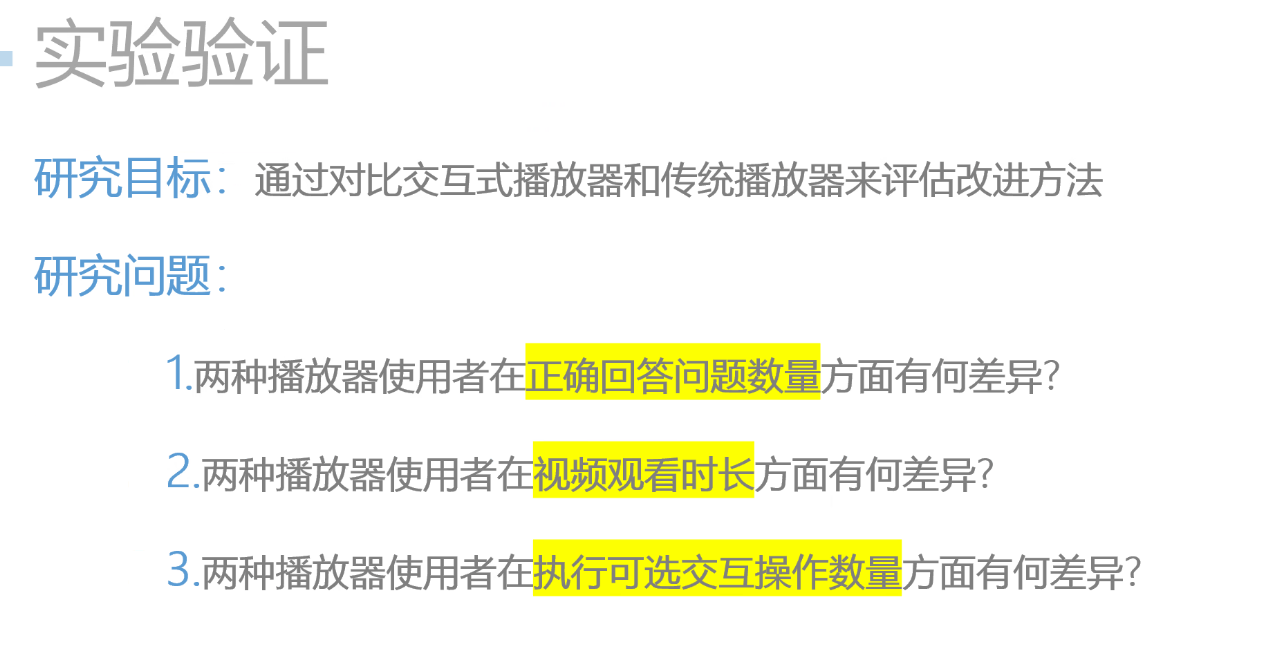 实验验证
研究目标：通过对比交互式播放器和传统播放器来评估改进方法
研究问题：
1.两种播放器使用者在正确回答问题数量方面有何差异?
2.两种播放器使用者在视频观看时长方面有何差异?
3.两种播放器使用者在执行可选交互操作数量方面有何差异?